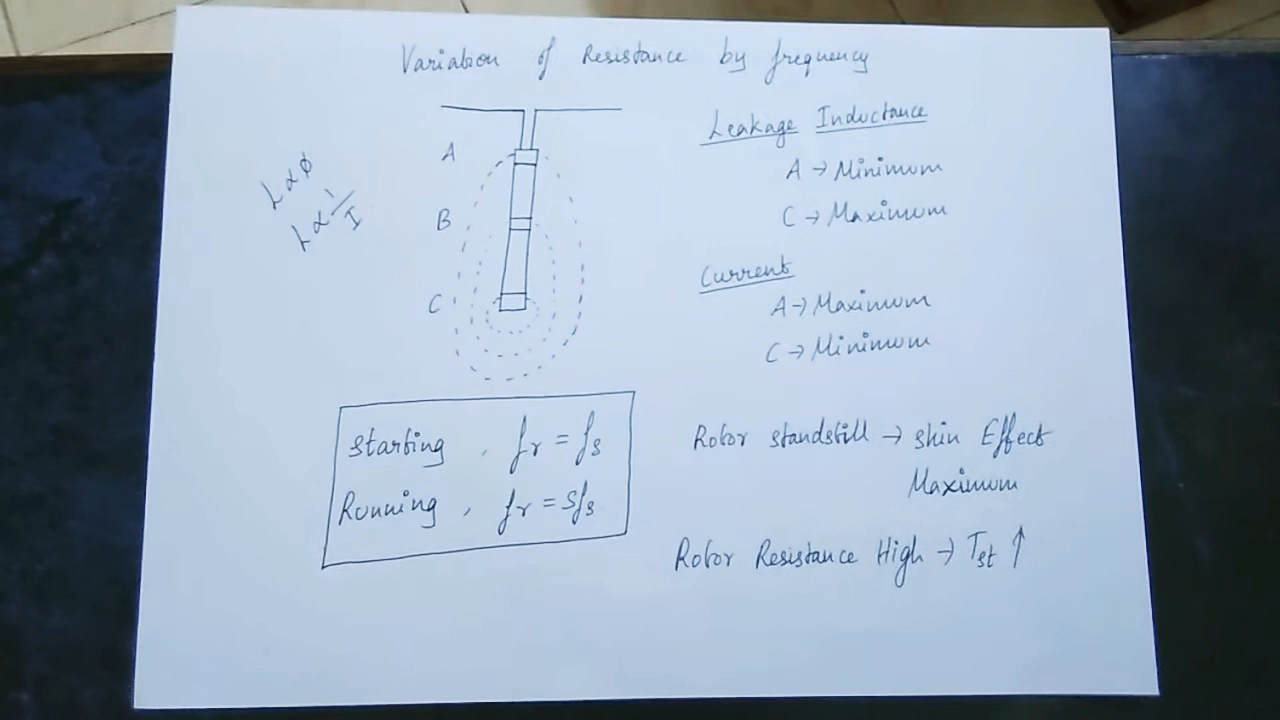 Variation of Resistance by frequency
L ∝ φ
L ∝ 1/I
A
B
C
Leakage Inductance
A → Minimum
C → Maximum
Current
A → Maximum
C → Minimum
Starting , fr = fs
Running , fr = sfs
Rotor standstill → skin Effect
Maximum
Rotor Resistance High → Tst ↑